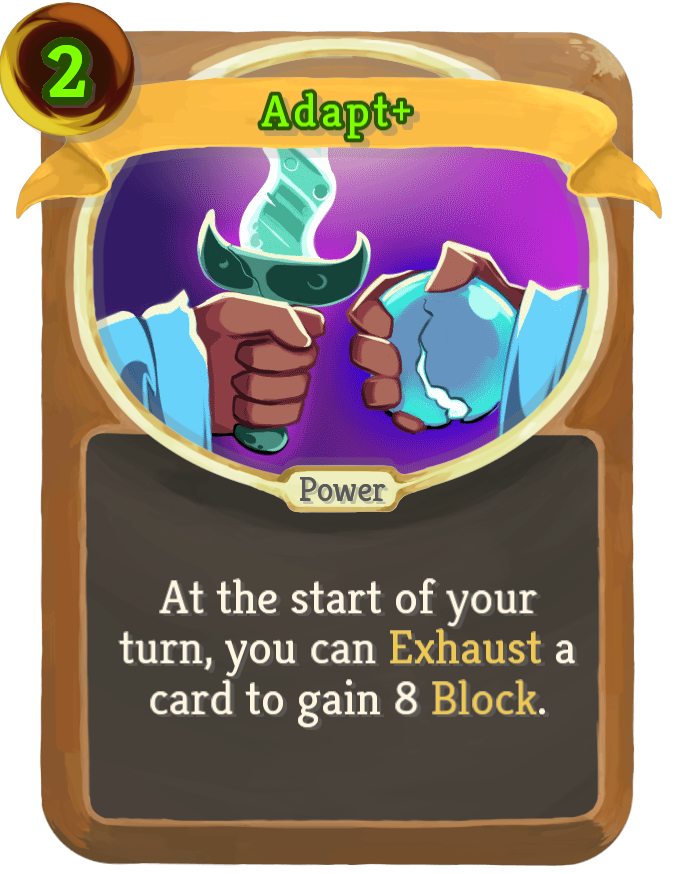 2
Adapt+
Power
At the start of your
turn, you can Exhaust a
card to gain 8 Block.